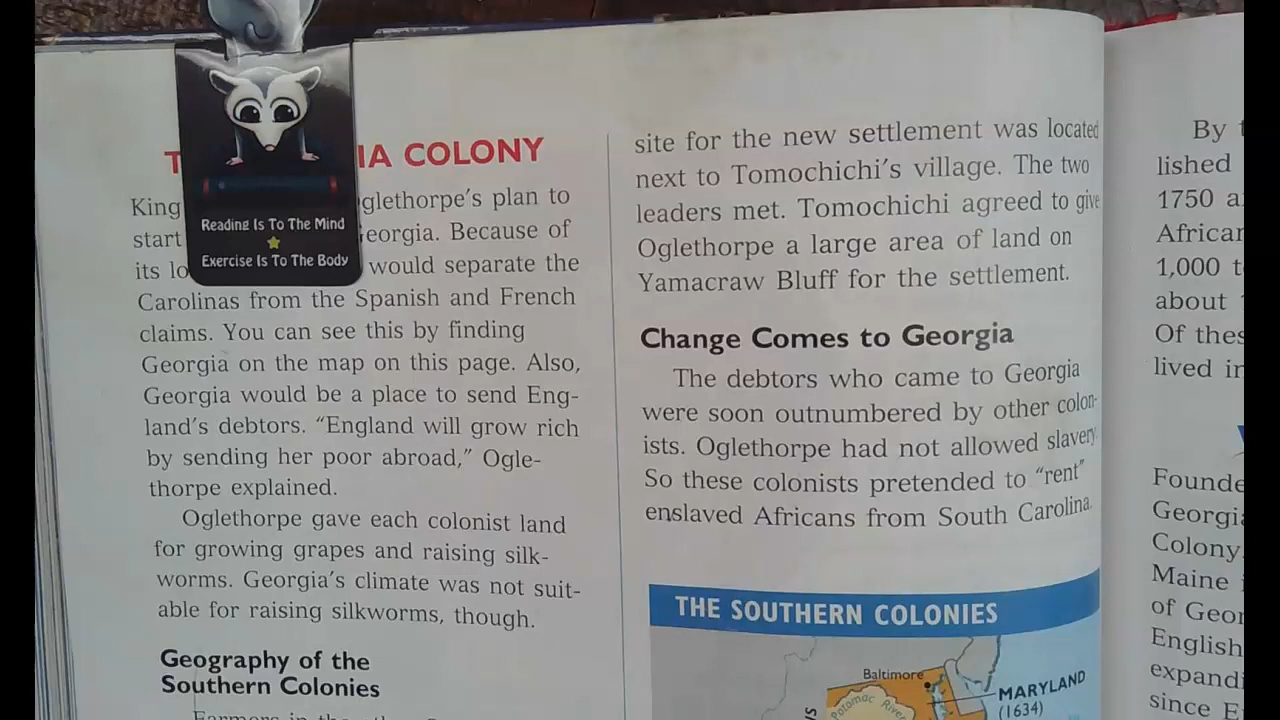 IA COLONY
King glethorpe's plan to
start eorgia. Because of
its lo would separate the
Carolinas from the Spanish and French
claims. You can see this by finding
Georgia on the map on this page. Also,
Georgia would be a place to send Eng-
land's debtors. “England will grow rich
by sending her poor abroad,” Ogle-
thorpe explained.
Oglethorpe gave each colonist land
for growing grapes and raising silk-
worms. Georgia's climate was not suit-
able for raising silkworms, though.
Geography of the
Southern Colonies
Reading Is To The Mind
Exercise Is To The Body
site for the new settlement was located
next to Tomochichi's village. The two
leaders met. Tomochichi agreed to give
Oglethorpe a large area of land on
Yamacraw Bluff for the settlement.
Change Comes to Georgia
The debtors who came to Georgia
were soon outnumbered by other colon-
ists. Oglethorpe had not allowed slavery.
So these colonists pretended to “rent”
enslaved Africans from South Carolina.
THE SOUTHERN COLONIES
Baltimore
MARYLAND
(1634)
Potomac River
By
lished
1750 a
African
1,000 t
about
Of thes
lived in
Founde
Georgia
Colony.
Maine
of Geor
English
expandi
since E